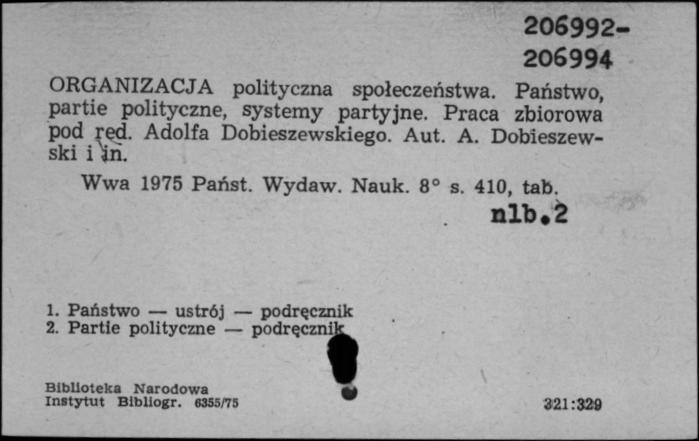 206992-
206994
ORGANIZACJA polityczna społeczeństwa. Państwo,
partie polityczne, systemy partyjne. Praca zbiorowa
pod red. Adolfa Dobieszewskiego. Aut. A. Dobieszew-
ski i in.
Wwa 1975 Państ. Wydaw. Nauk. 8° s. 410, tab.
nlb.2
1. Państwo — ustrój — podręcznik
2. Partie polityczne — podręcznik
Biblioteka Narodowa
Instytut Bibliogr. 6355/75
321:329